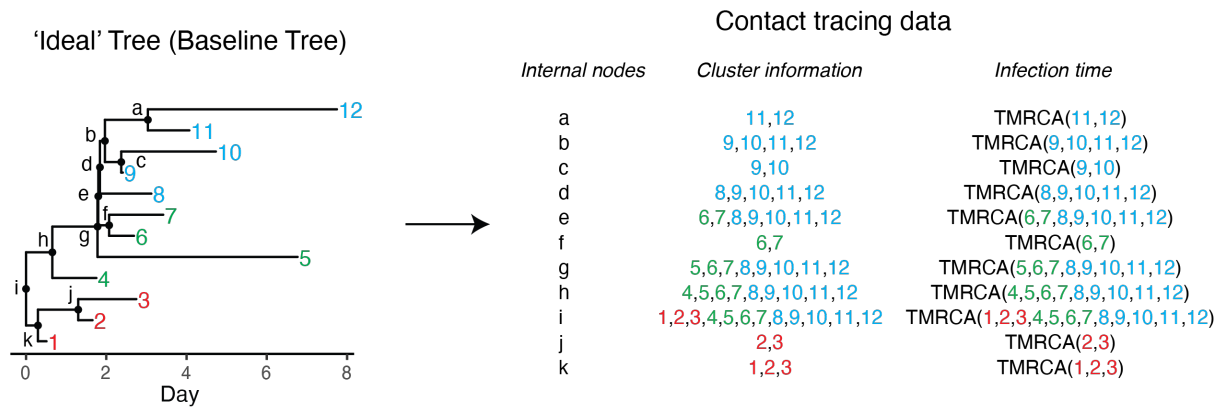 Contact tracing data
'Ideal' Tree (Baseline Tree)
Internal nodes Cluster information Infection time
a 12
b 11
c 10
d 9
e 8
f 7
g 6
h 5
i 4
j 3
k 2
1
0 2 4 6 8
Day
a 11,12 TMRCA(11,12)
b 9,10,11,12 TMRCA(9,10,11,12)
c 9,10 TMRCA(9,10)
d 8,9,10,11,12 TMRCA(8,9,10,11,12)
e 6,7,8,9,10,11,12 TMRCA(6,7,8,9,10,11,12)
f 6,7 TMRCA(6,7)
g 5,6,7,8,9,10,11,12 TMRCA(5,6,7,8,9,10,11,12)
h 4,5,6,7,8,9,10,11,12 TMRCA(4,5,6,7,8,9,10,11,12)
i 1,2,3,4,5,6,7,8,9,10,11,12 TMRCA(1,2,3,4,5,6,7,8,9,10,11,12)
j 2,3 TMRCA(2,3)
k 1,2,3 TMRCA(1,2,3)